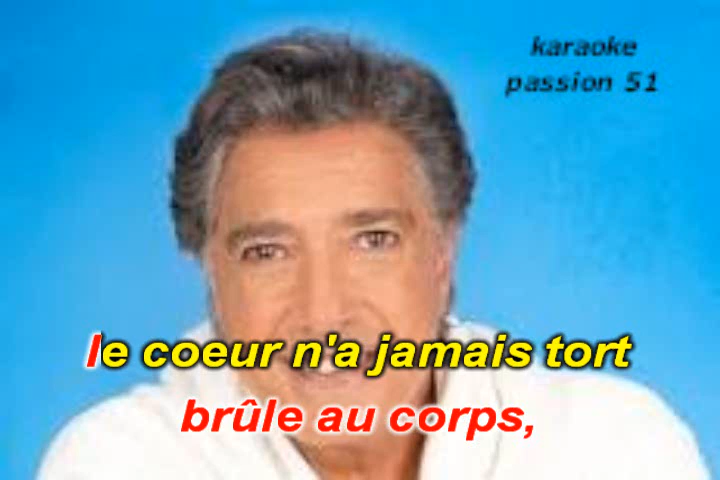 karaoke
passion 51
le coeur n'a jamais tort
brûle au corps,